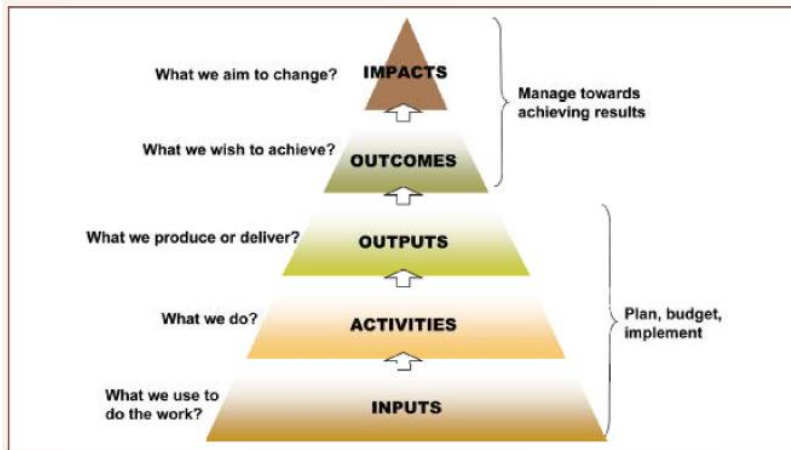 What we aim to change?
IMPACTS
Manage towards
achieving results
What we wish to achieve?
OUTCOMES
What we produce or deliver?
OUTPUTS
What we do?
ACTIVITIES
Plan, budget,
implement
What we use to
do the work?
INPUTS